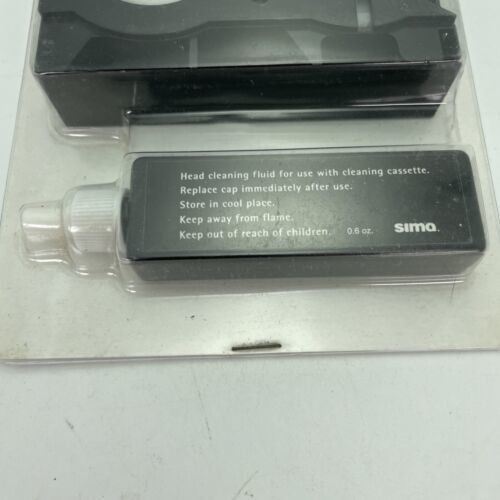 Head cleaning fluid for use with cleaning cassette.
Replace cap immediately after use.
Store in cool place.
Keep away from flame.
Keep out of reach of children. 0.6 oz. sima